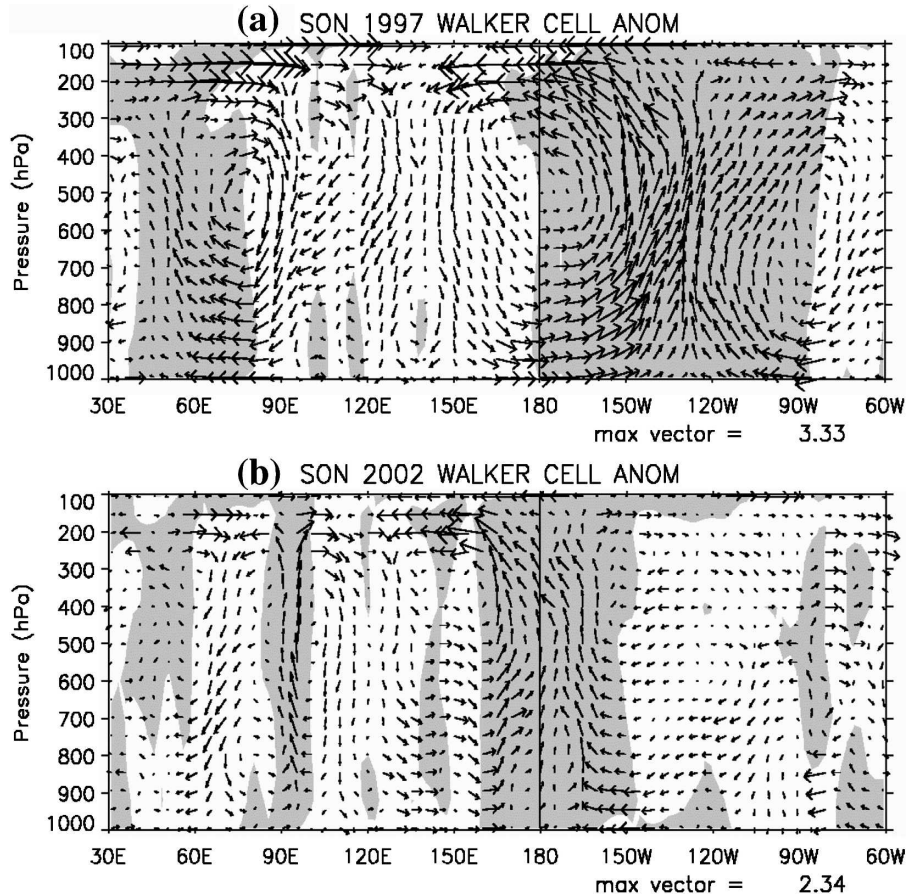 (a) SON 1997 WALKER CELL ANOM
100
200
300
400
500
600
700
800
900
1000
Pressure (hPa)
30E 60E 90E 120E 150E 180 150W 120W 90W 60W
max vector = 3.33
(b) SON 2002 WALKER CELL ANOM
100
200
300
400
500
600
700
800
900
1000
Pressure (hPa)
30E 60E 90E 120E 150E 180 150W 120W 90W 60W
max vector = 2.34